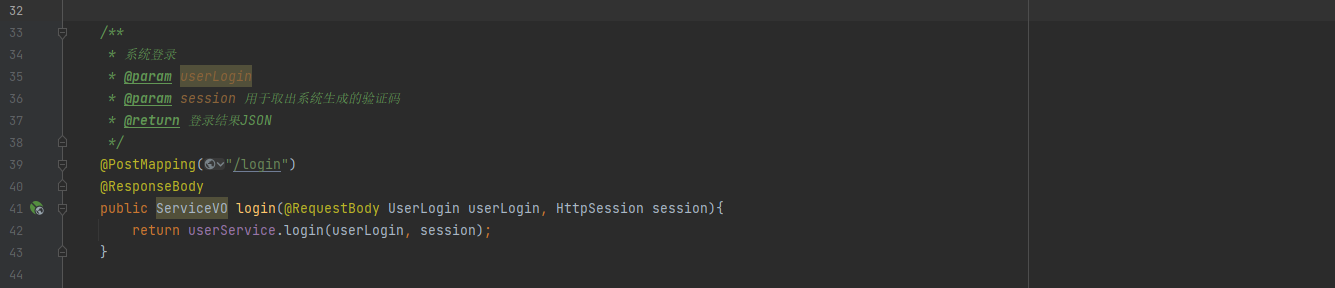 32
33 /**
34 * 系统登录
35 * @param userLogin
36 * @param session 用于取出系统生成的验证码
37 * @return 登录结果JSON
38 */
39 @PostMapping("/login")
40 @ResponseBody
41 public ServiceVO login(@RequestBody UserLogin userLogin, HttpSession session){
42 return userService.login(userLogin, session);
43 }
44